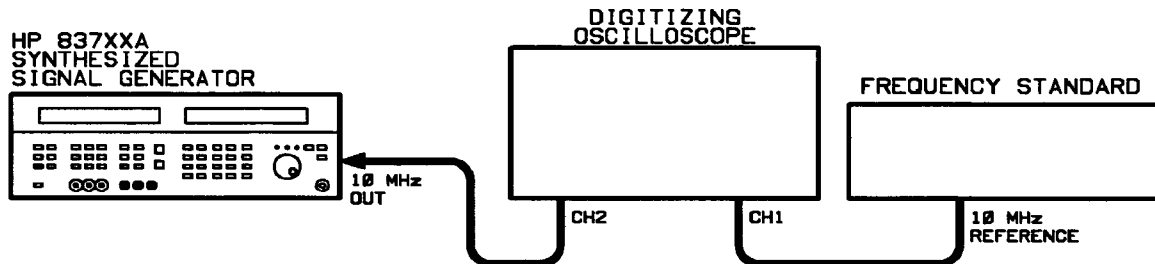 HP 837XXA
SYNTHESIZED
SIGNAL GENERATOR
DIGITIZING
OSCILLOSCOPE
FREQUENCY STANDARD
10 MHz
OUT
CH2
CH1
10 MHz
REFERENCE